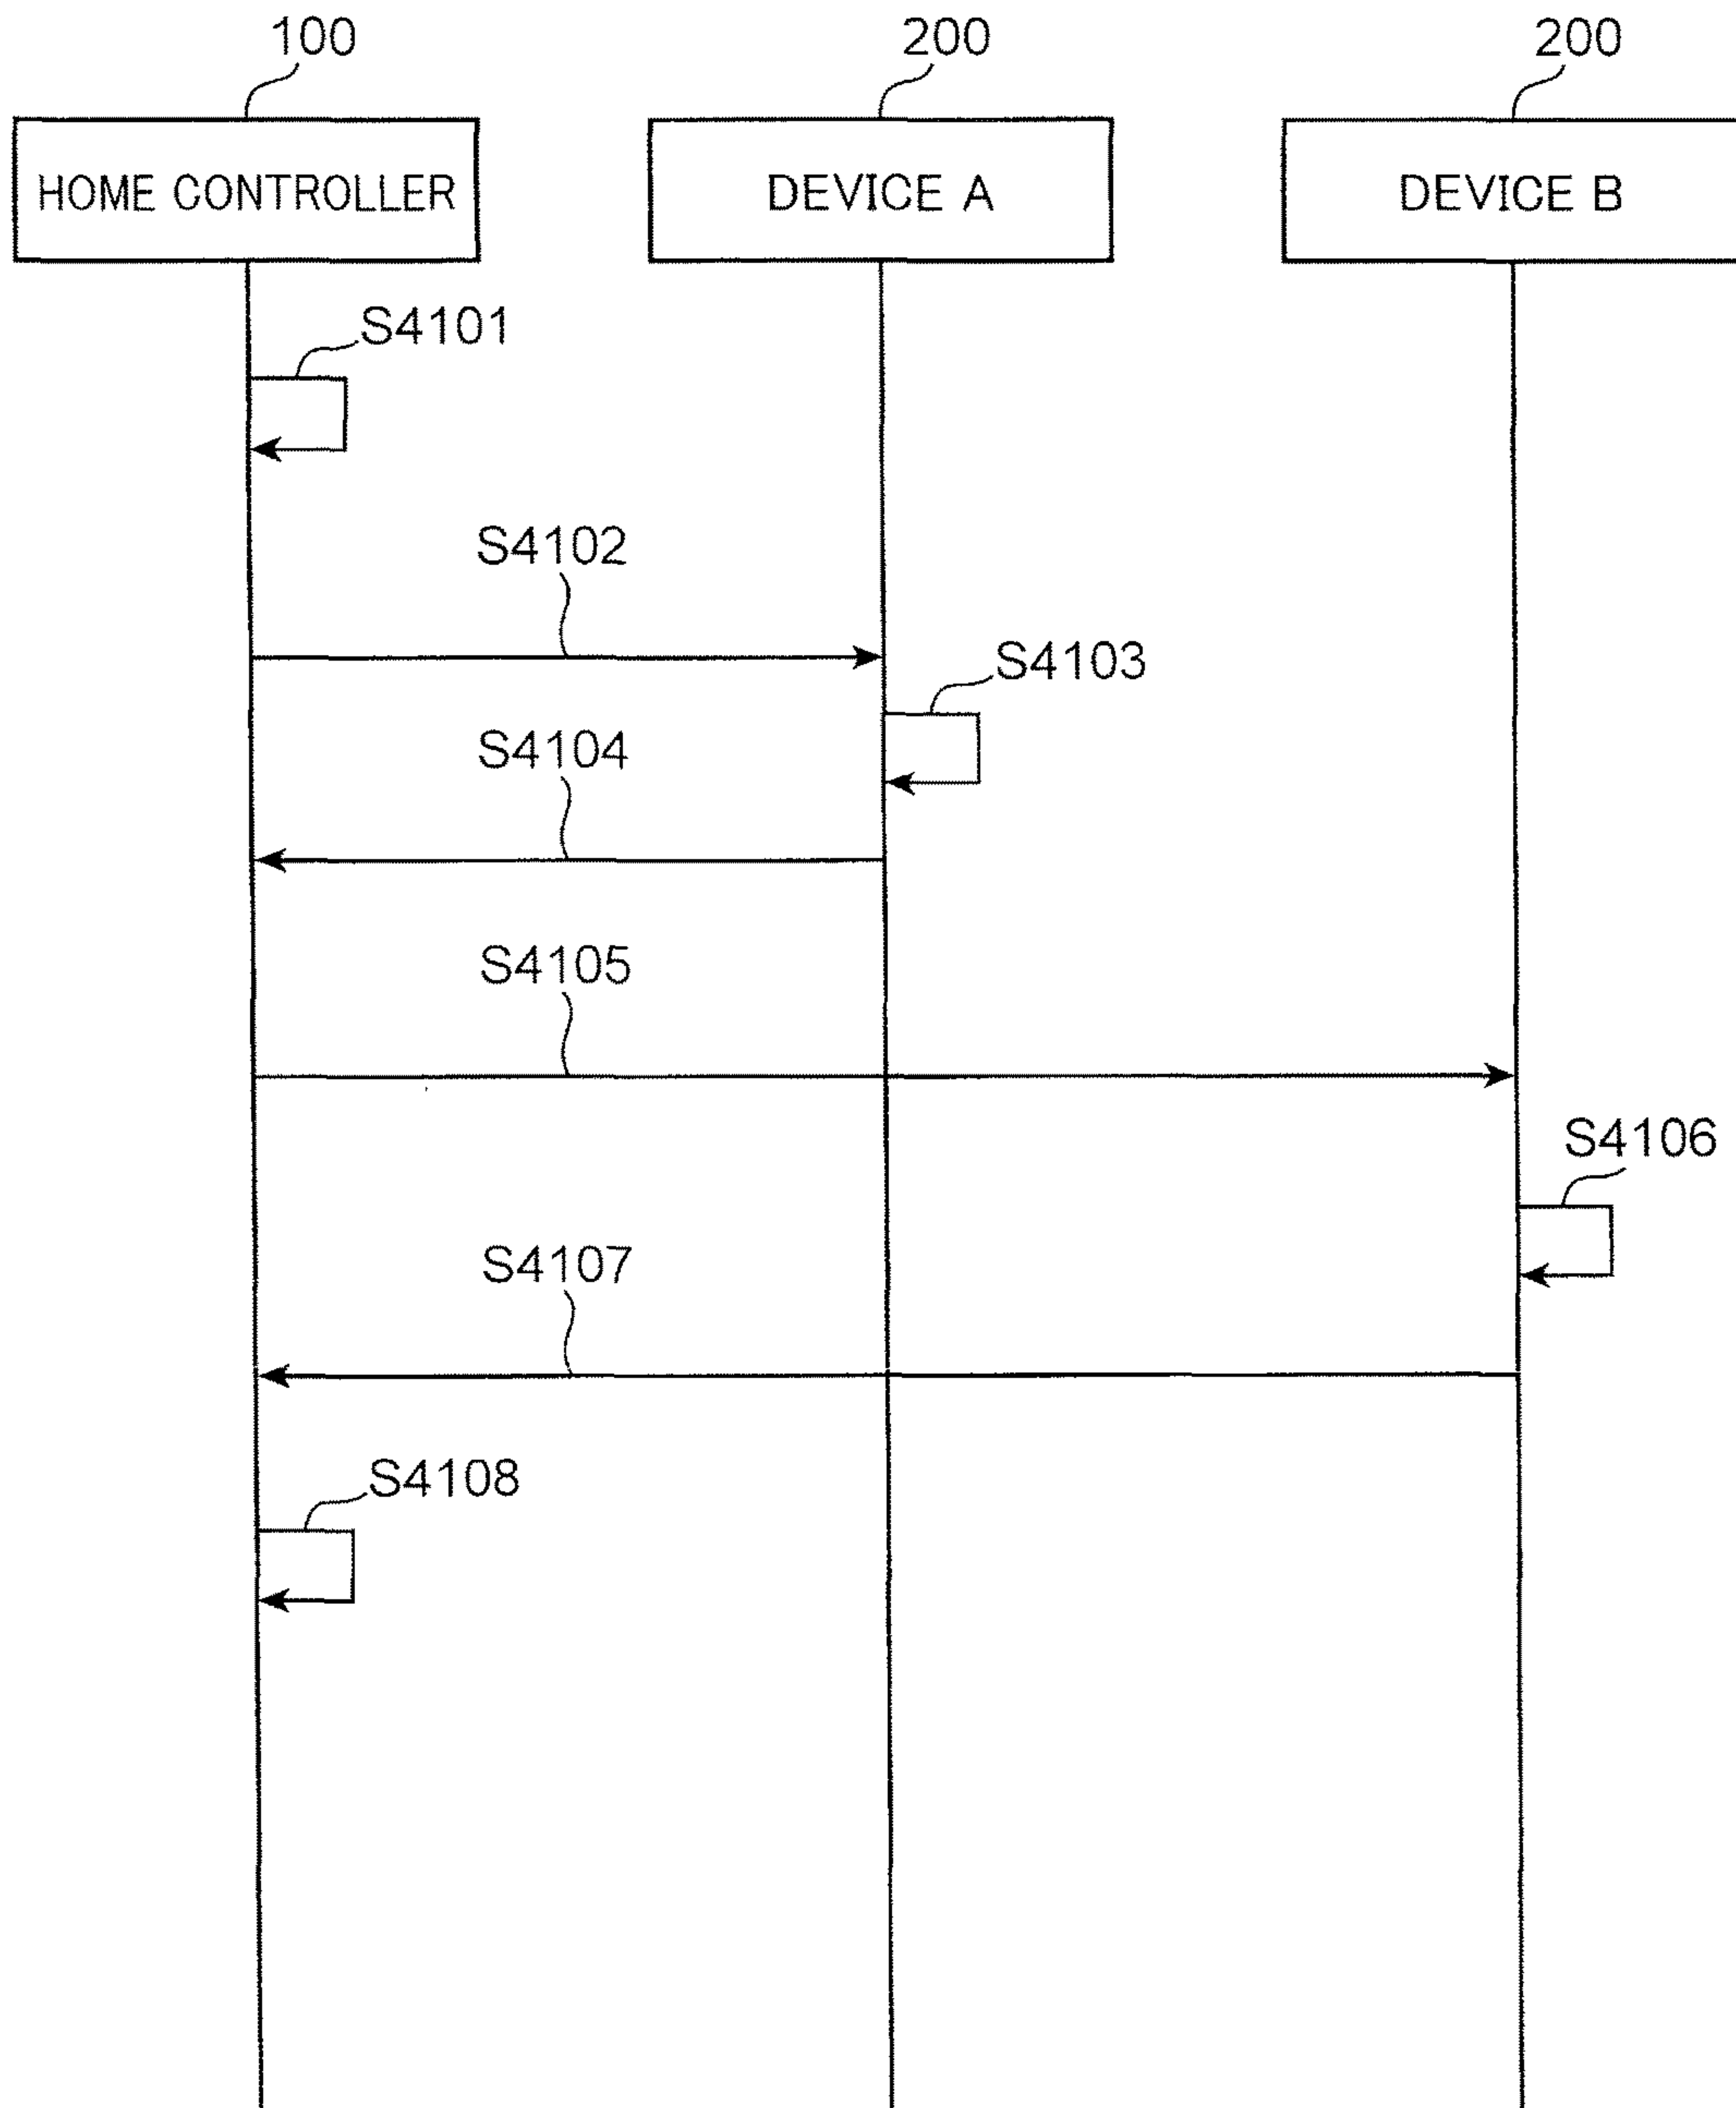 100
200
200
HOME CONTROLLER
DEVICE A
DEVICE B
S4101
S4102
S4103
S4104
S4105
S4106
S4107
S4108